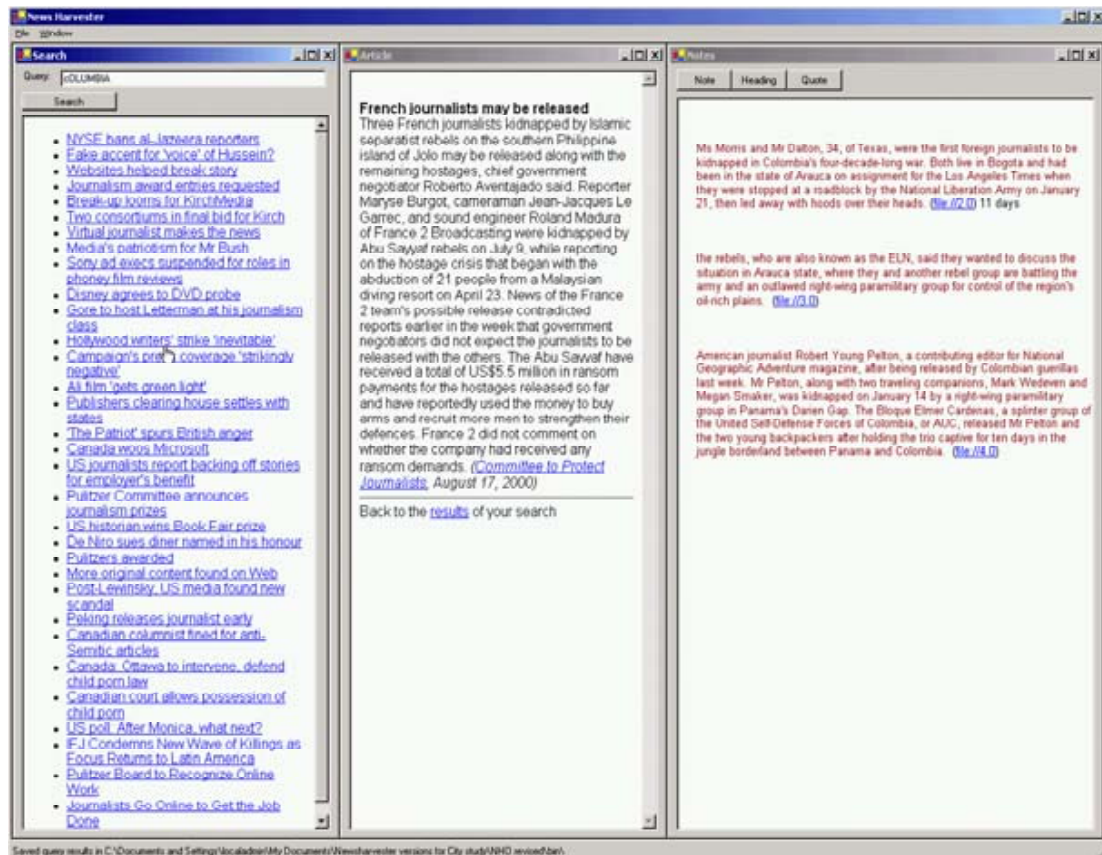 News Harvester
File Window
Search
Query: cOLUMBIA
Search
NYSE bans al-Jazeera reporters
Fake accent for 'voice' of Hussein?
Websites helped break story
Journalism award entries requested
Break-up looms for KirchMedia
Two consortiums in final bid for Kirch
Virtual journalist makes the news
Media's patriotism for Mr Bush
Sony ad execs suspended for roles in
phoney film reviews
Disney agrees to DVD probe
Gore to host Letterman at his journalism
class
Hollywood writers' strike 'inevitable'
Campaign's press coverage 'strikingly
negative'
Ali film 'gets green light'
Publishers clearing house settles with
states
'The Patriot' spurs British anger
Canada woos Microsoft
US journalists report backing off stories
for employer's benefit
Pulitzer Committee announces
journalism prizes
US historian wins Book Fair prize
De Niro sues diner named in his honour
Pulitzers awarded
More original content found on Web
Post-Lewinsky, US media found new
scandal
Peking releases journalist early
Canadian columnist fined for anti-
Semitic articles
Canada: Ottawa to intervene, defend
child porn law
Canadian court allows possession of
child porn
US poll: After Monica, what next?
IFJ Condemns New Wave of Killings as
Focus Returns to Latin America
Pulitzer Board to Recognize Online
Work
Journalists Go Online to Get the Job
Done
Article
French journalists may be released
Three French journalists kidnapped by Islamic
separatist rebels on the southern Philippine
island of Jolo may be released along with the
remaining hostages, chief government
negotiator Roberto Aventajado said. Reporter
Maryse Burgot, cameraman Jean-Jacques Le
Garrec, and sound engineer Roland Madura
of France 2 Broadcasting were kidnapped by
Abu Sayyaf rebels on July 9, while reporting
on the hostage crisis that began with the
abduction of 21 people from a Malaysian
diving resort on April 23. News of the France
2 team's possible release contradicted
reports earlier in the week that government
negotiators did not expect the journalists to be
released with the others. The Abu Sayyaf have
received a total of US$5.5 million in ransom
payments for the hostages released so far
and have reportedly used the money to buy
arms and recruit more men to strengthen their
defences. France 2 did not comment on
whether the company had received any
ransom demands. (Committee to Protect
Journalists, August 17, 2000)
Back to the results of your search
Notes
Note Heading Quote
Ms Morris and Mr Dalton, 34, of Texas, were the first foreign journalists to be
kidnapped in Colombia's four-decade-long war. Both live in Bogota and had
been in the state of Arauca on assignment for the Los Angeles Times when
they were stopped at a roadblock by the National Liberation Army on January
21, then led away with hoods over their heads. (file://2.0) 11 days
the rebels, who are also known as the ELN, said they wanted to discuss the
situation in Arauca state, where they and another rebel group are battling the
army and an outlawed right-wing paramilitary group for control of the region's
oil-rich plains. (file://3.0)
American journalist Robert Young Pelton, a contributing editor for National
Geographic Adventure magazine, after being released by Colombian guerillas
last week. Mr Pelton, along with two traveling companions, Mark Wedeven and
Megan Smaker, was kidnapped on January 14 by a right-wing paramilitary
group in Panama's Darien Gap. The Bloque Elmer Cardenas, a splinter group of
the United Self-Defense Forces of Colombia, or AUC, released Mr Pelton and
the two young backpackers after holding the trio captive for ten days in the
jungle borderland between Panama and Colombia. (file://4.0)
Saved query results in C:\Documents and Settings\localadmin\My Documents\Newsharvester versions for City study\NHO revised\bin\